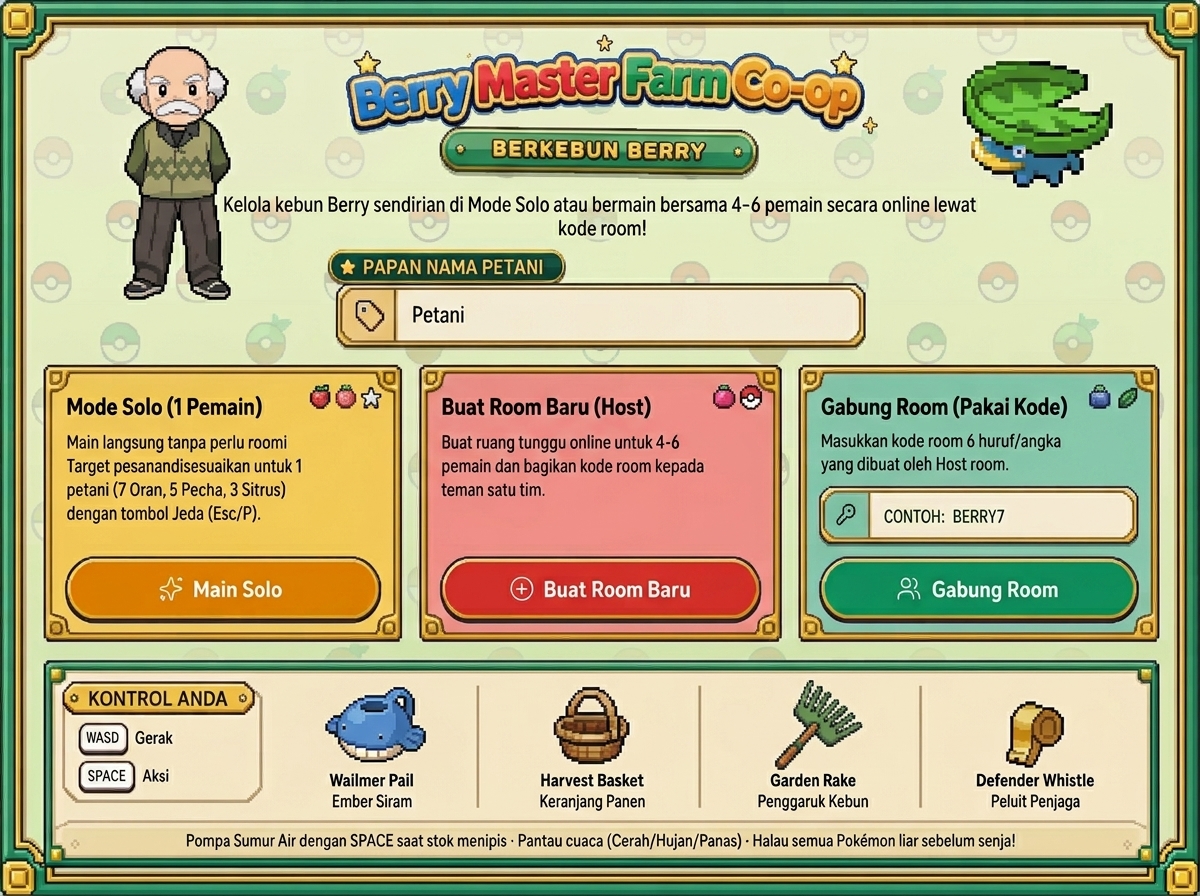 Berry Master Farm Co-op
BERKEBUN BERRY
Kelola kebun Berry sendirian di Mode Solo atau bermain bersama 4-6 pemain secara online lewat
kode room!
PAPAN NAMA PETANI
Petani
Mode Solo (1 Pemain)
Main langsung tanpa perlu roomi
Target pesanandisesuaikan untuk 1
petani (7 Oran, 5 Pecha, 3 Sitrus)
dengan tombol Jeda (Esc/P).
Main Solo
Buat Room Baru (Host)
Buat ruang tunggu online untuk 4-6
pemain dan bagikan kode room kepada
teman satu tim.
Buat Room Baru
Gabung Room (Pakai Kode)
Masukkan kode room 6 huruf/angka
yang dibuat oleh Host room.
CONTOH: BERRY7
Gabung Room
KONTROL ANDA
WASD Gerak
SPACE Aksi
Wailmer Pail
Ember Siram
Harvest Basket
Keranjang Panen
Garden Rake
Penggaruk Kebun
Defender Whistle
Peluit Penjaga
Pompa Sumur Air dengan SPACE saat stok menipis · Pantau cuaca (Cerah/Hujan/Panas) · Halau semua Pokémon liar sebelum senja!